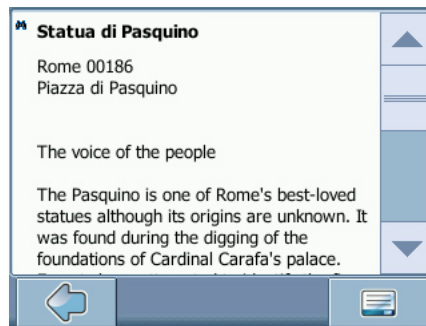 Statua di Pasquino
Rome 00186
Piazza di Pasquino
The voice of the people
The Pasquino is one of Rome's best-loved
statues although its origins are unknown. It
was found during the digging of the
foundations of Cardinal Carafa's palace.